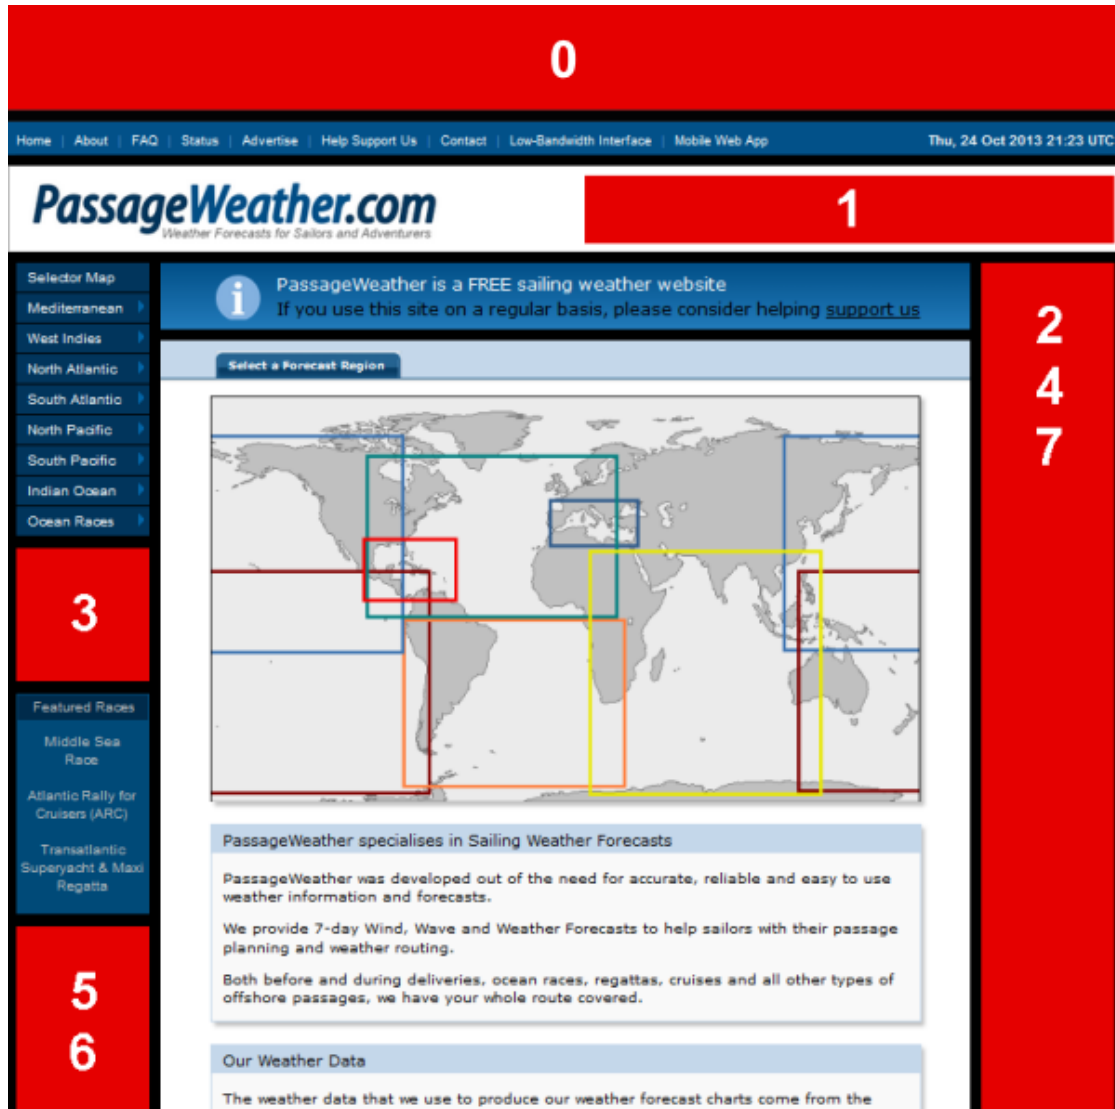 0
Home | About | FAQ | Status | Advertise | Help Support Us | Contact | Low-Bandwidth Interface | Mobile Web App
Thu, 24 Oct 2013 21:23 UTC
PassageWeather.com
Weather Forecasts for Sailors and Adventurers
1
Selector Map
Mediterranean
West Indies
North Atlantic
South Atlantic
North Pacific
South Pacific
Indian Ocean
Ocean Races
3
Featured Races
Middle Sea
Race
Atlantic Rally for
Cruisers (ARC)
Transatlantic
Superyacht & Maxi
Regatta
5
6
i
PassageWeather is a FREE sailing weather website
If you use this site on a regular basis, please consider helping support us
Select a Forecast Region
PassageWeather specialises in Sailing Weather Forecasts
PassageWeather was developed out of the need for accurate, reliable and easy to use
weather information and forecasts.
We provide 7-day Wind, Wave and Weather Forecasts to help sailors with their passage
planning and weather routing.
Both before and during deliveries, ocean races, regattas, cruises and all other types of
offshore passages, we have your whole route covered.
Our Weather Data
The weather data that we use to produce our weather forecast charts come from the
2
4
7